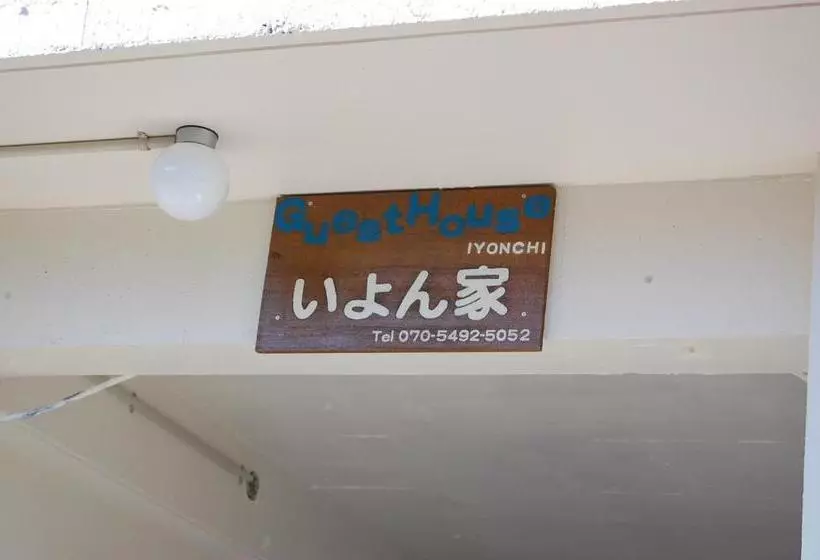 GuestHouse
IYONCHI
いよん家
Tel 070-5492-5052